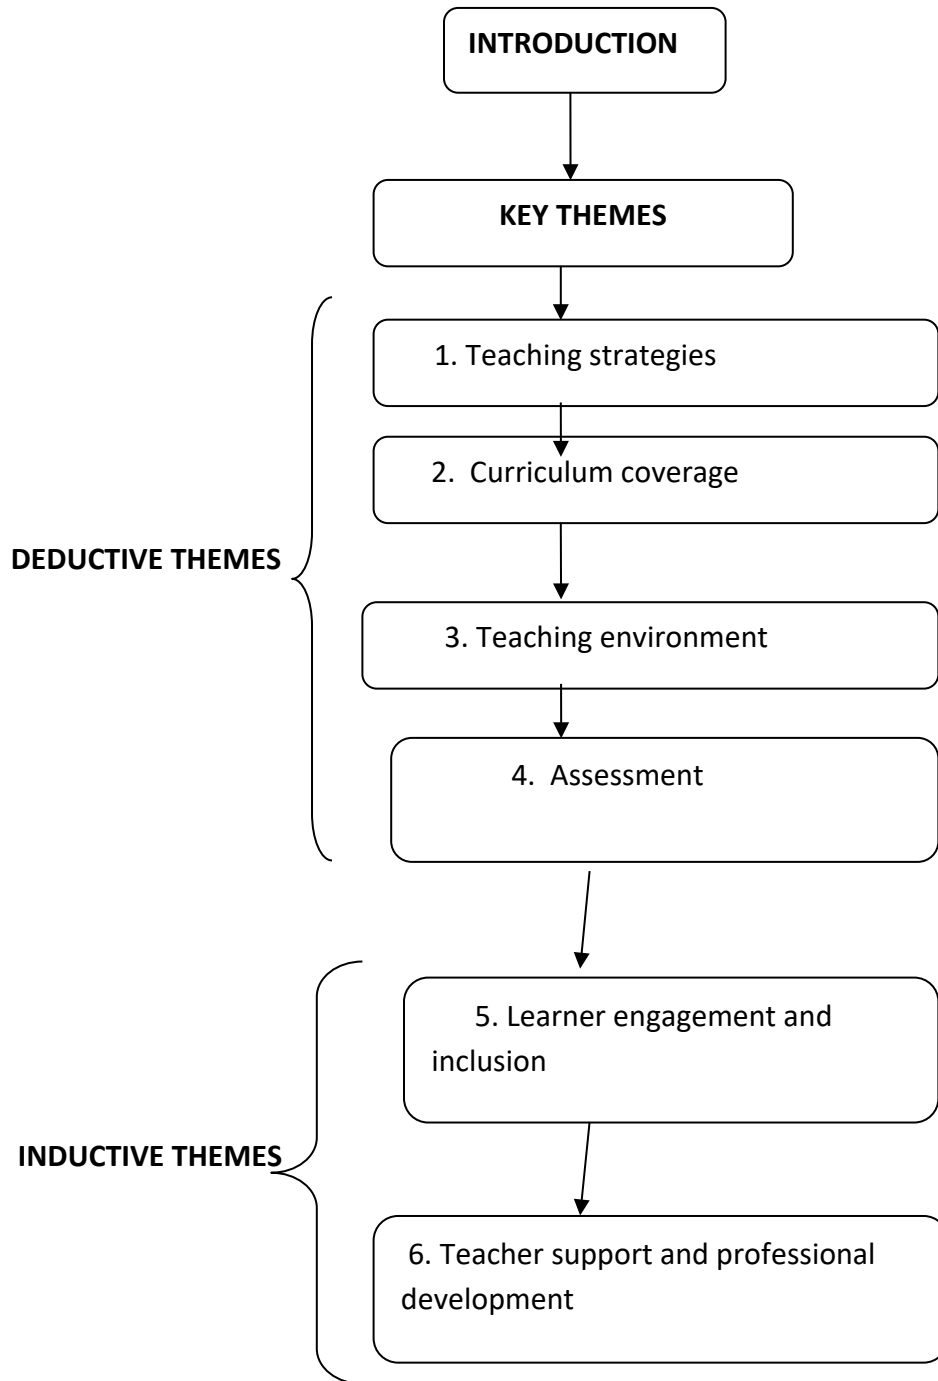 INTRODUCTION
KEY THEMES
1. Teaching strategies
2. Curriculum coverage
DEDUCTIVE THEMES
3. Teaching environment
4. Assessment
5. Learner engagement and
inclusion
INDUCTIVE THEMES
6. Teacher support and professional
development